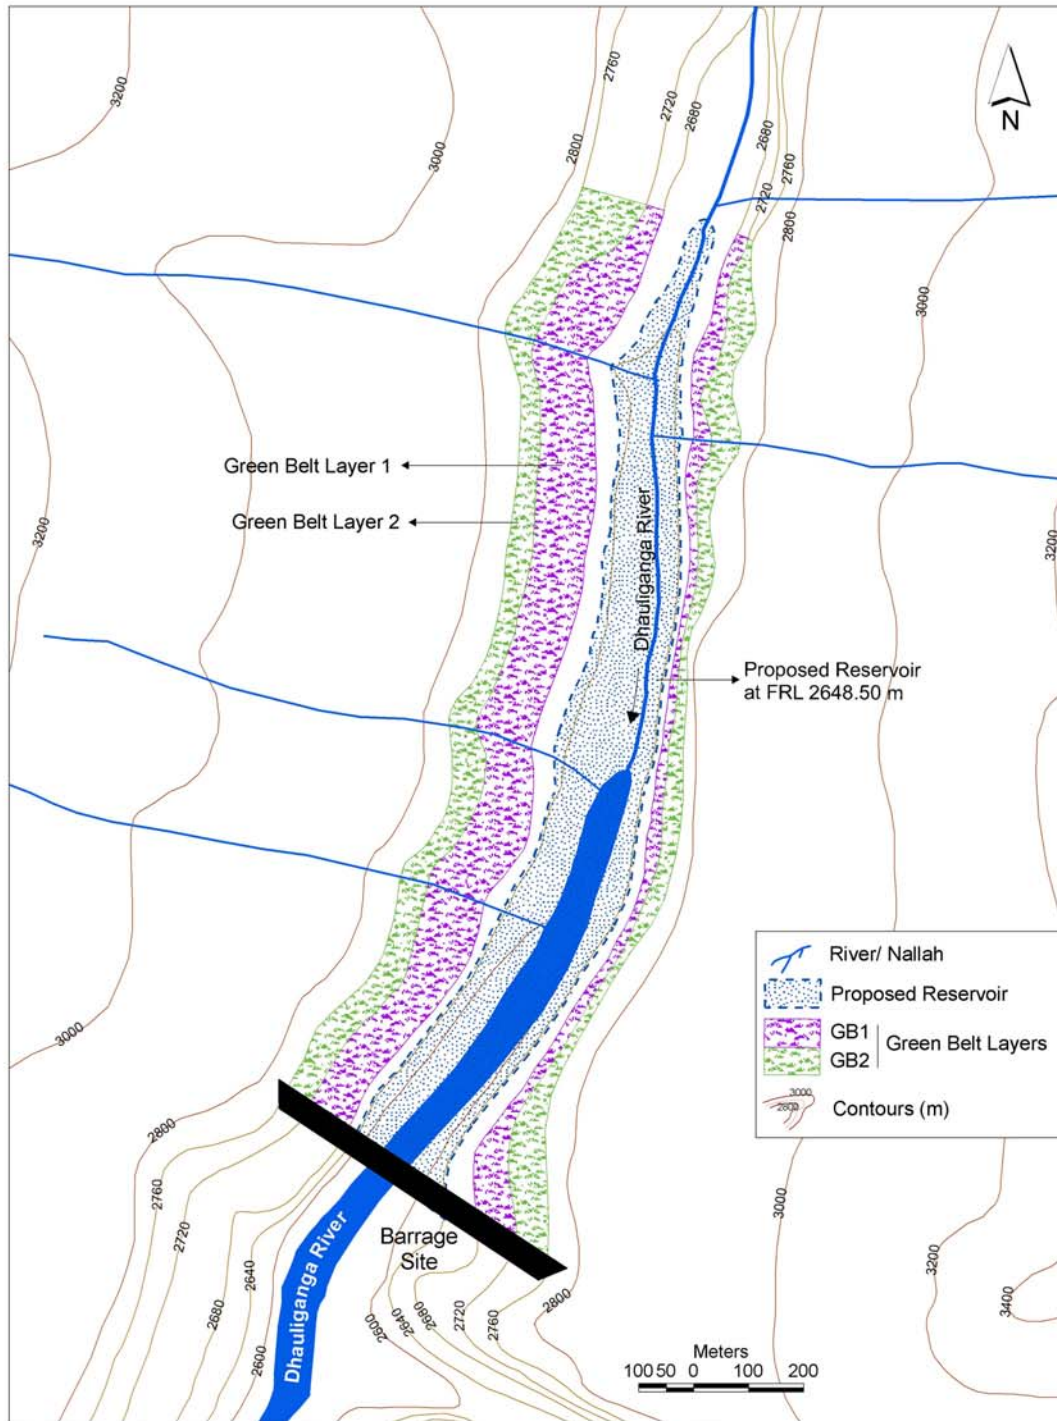 3200
2760
3000
2800
2720
2680
N
2680
2760
2720
2800
3000
Green Belt Layer 1
Green Belt Layer 2
3200
3200
Dhauliganga River
Proposed Reservoir
at FRL 2648.50 m
River/ Nallah
Proposed Reservoir
GB1
GB2
Green Belt Layers
3000
2800
Contours (m)
3000
2800
2760
2720
2680
2640
2600
Dhauliganga River
Barrage
Site
2600
2640
2680
2720
2760
2800
3000
3200
3400
Meters
100 50 0 100 200